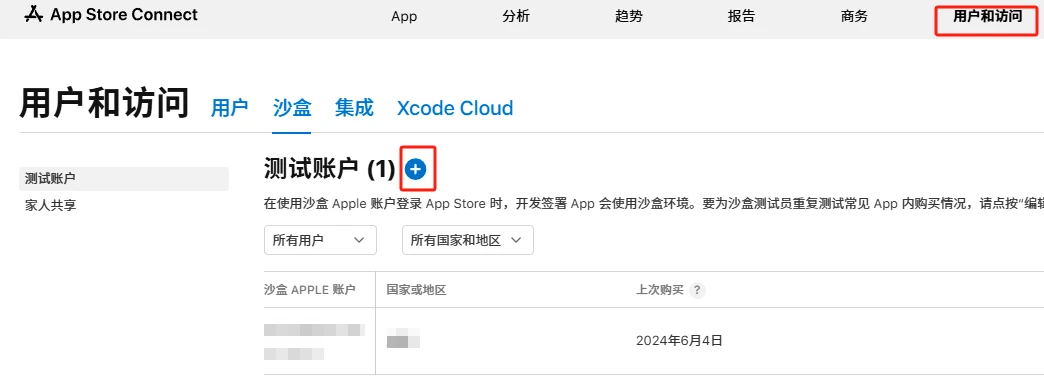 App Store Connect App 分析 趋势 报告 商务 用户和访问
用户和访问 用户 沙盒 集成 Xcode Cloud
测试账户 (1)
测试账户
家人共享
在使用沙盒 Apple 账户登录 App Store 时，开发签署 App 会使用沙盒环境。要为沙盒测试员重复测试常见 App 内购买情况，请点按“编辑
所有用户 所有国家和地区
沙盒 APPLE 账户 国家或地区 上次购买 ?
2024年6月4日